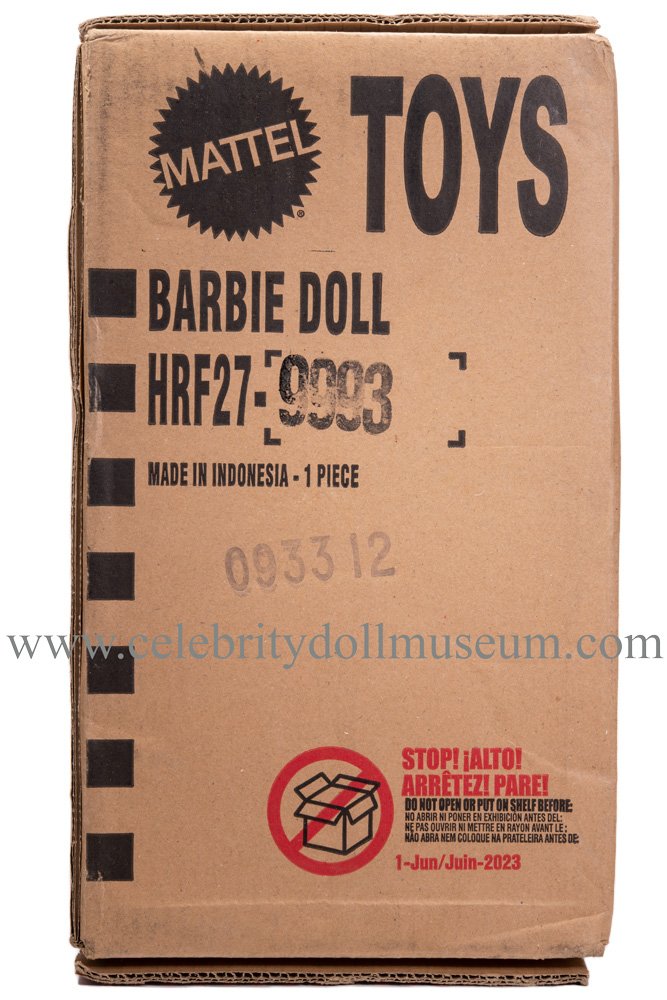 MATTEL
®
TOYS
BARBIE DOLL
HRF27-9993
MADE IN INDONESIA - 1 PIECE
093312
www.celebritydollmuseum.com
STOP! ¡ALTO!
ARRÊTEZ! PARE!
DO NOT OPEN OR PUT ON SHELF BEFORE:
NO ABRIR NI PONER EN EXHIBICIÓN ANTES DEL:
NE PAS OUVRIR NI METTRE EN RAYON AVANT LE:
NÃO ABRA NEM COLOQUE NA PRATELEIRA ANTES DE:
1-Jun/Juin-2023